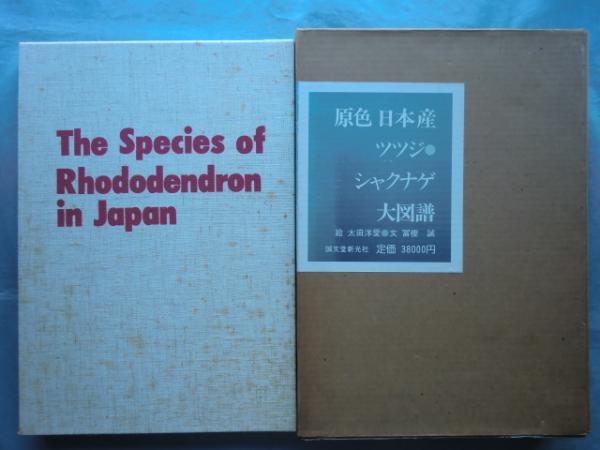 The Species of
Rhododendron
in Japan
原色 日本産
ツツジ●
シャクナゲ
大図譜
絵 太田洋愛●文 冨樫 誠
誠文堂新光社 定価 38000円